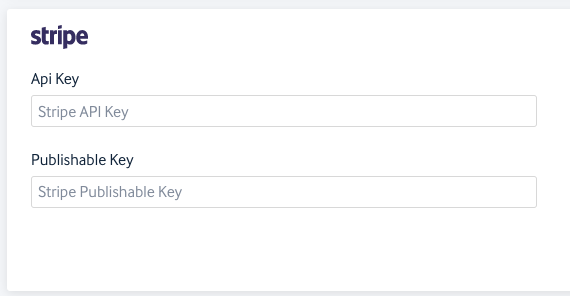 stripe
Api Key
Stripe API Key
Publishable Key
Stripe Publishable Key